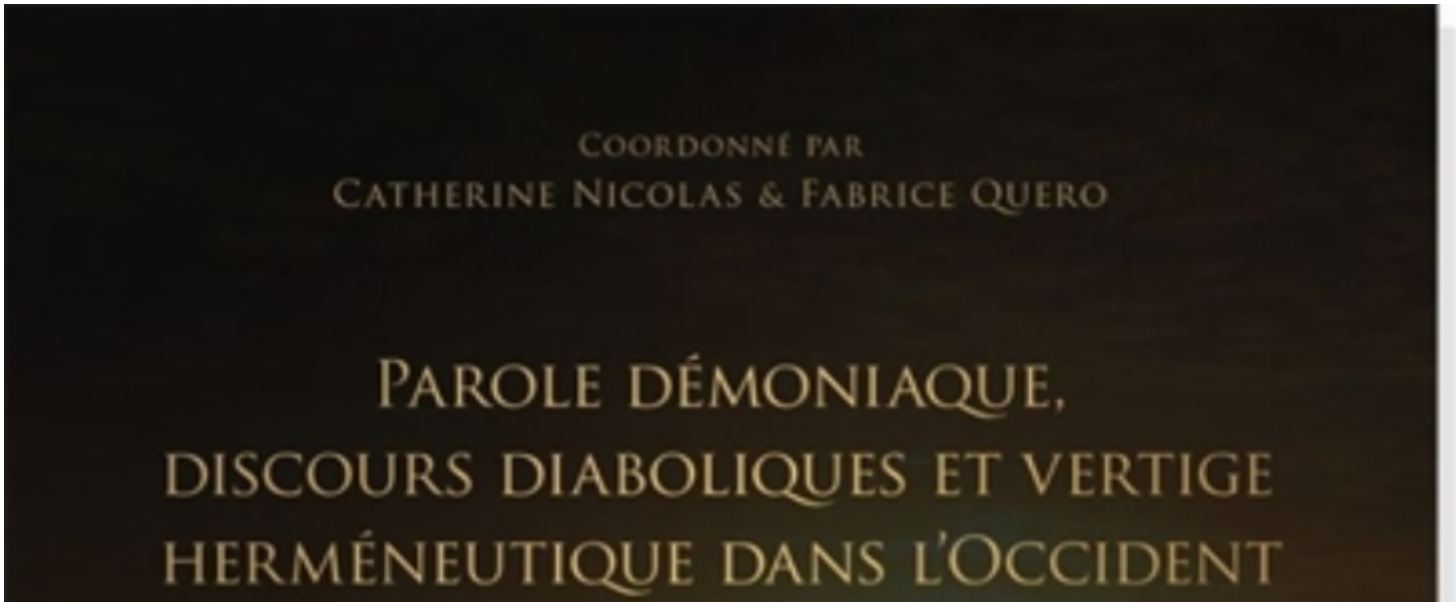 Coordonné par
Catherine Nicolas & Fabrice Quero
Parole démoniaque,
discours diaboliques et vertige
herméneutique dans l'Occident